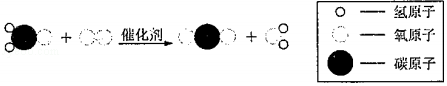 + 催化剂 +
— 氢原子
— 氧原子
— 碳原子